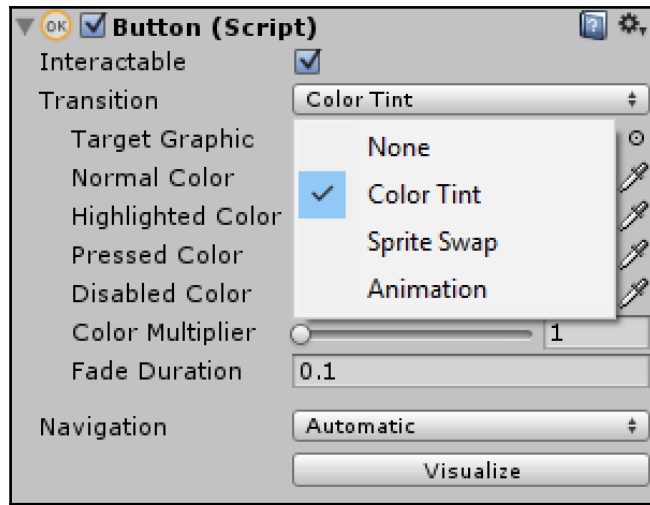 OK Button (Script)
Interactable
Transition Color Tint
Target Graphic None
Normal Color Color Tint
Highlighted Color Sprite Swap
Pressed Color
Disabled Color Animation
Color Multiplier 1
Fade Duration 0.1
Navigation Automatic
Visualize